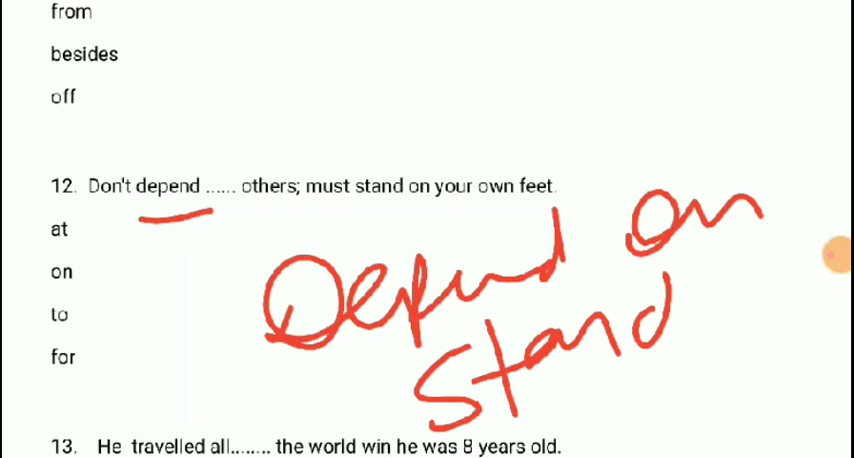 from
besides
off
12. Don't depend ...... others; must stand on your own feet.
at
on
to
for
Depend on
Stand
13. He travelled all........ the world win he was 8 years old.